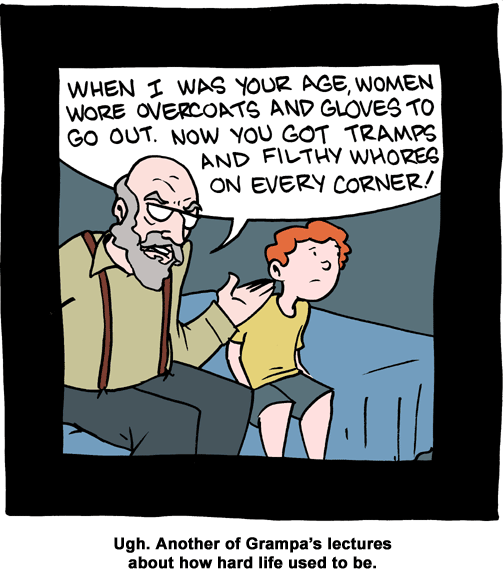 WHEN I WAS YOUR AGE, WOMEN
WORE OVERCOATS AND GLOVES TO
GO OUT. NOW YOU GOT TRAMPS
AND FILTHY WHORES
ON EVERY CORNER!
Ugh. Another of Grampa's lectures
about how hard life used to be.